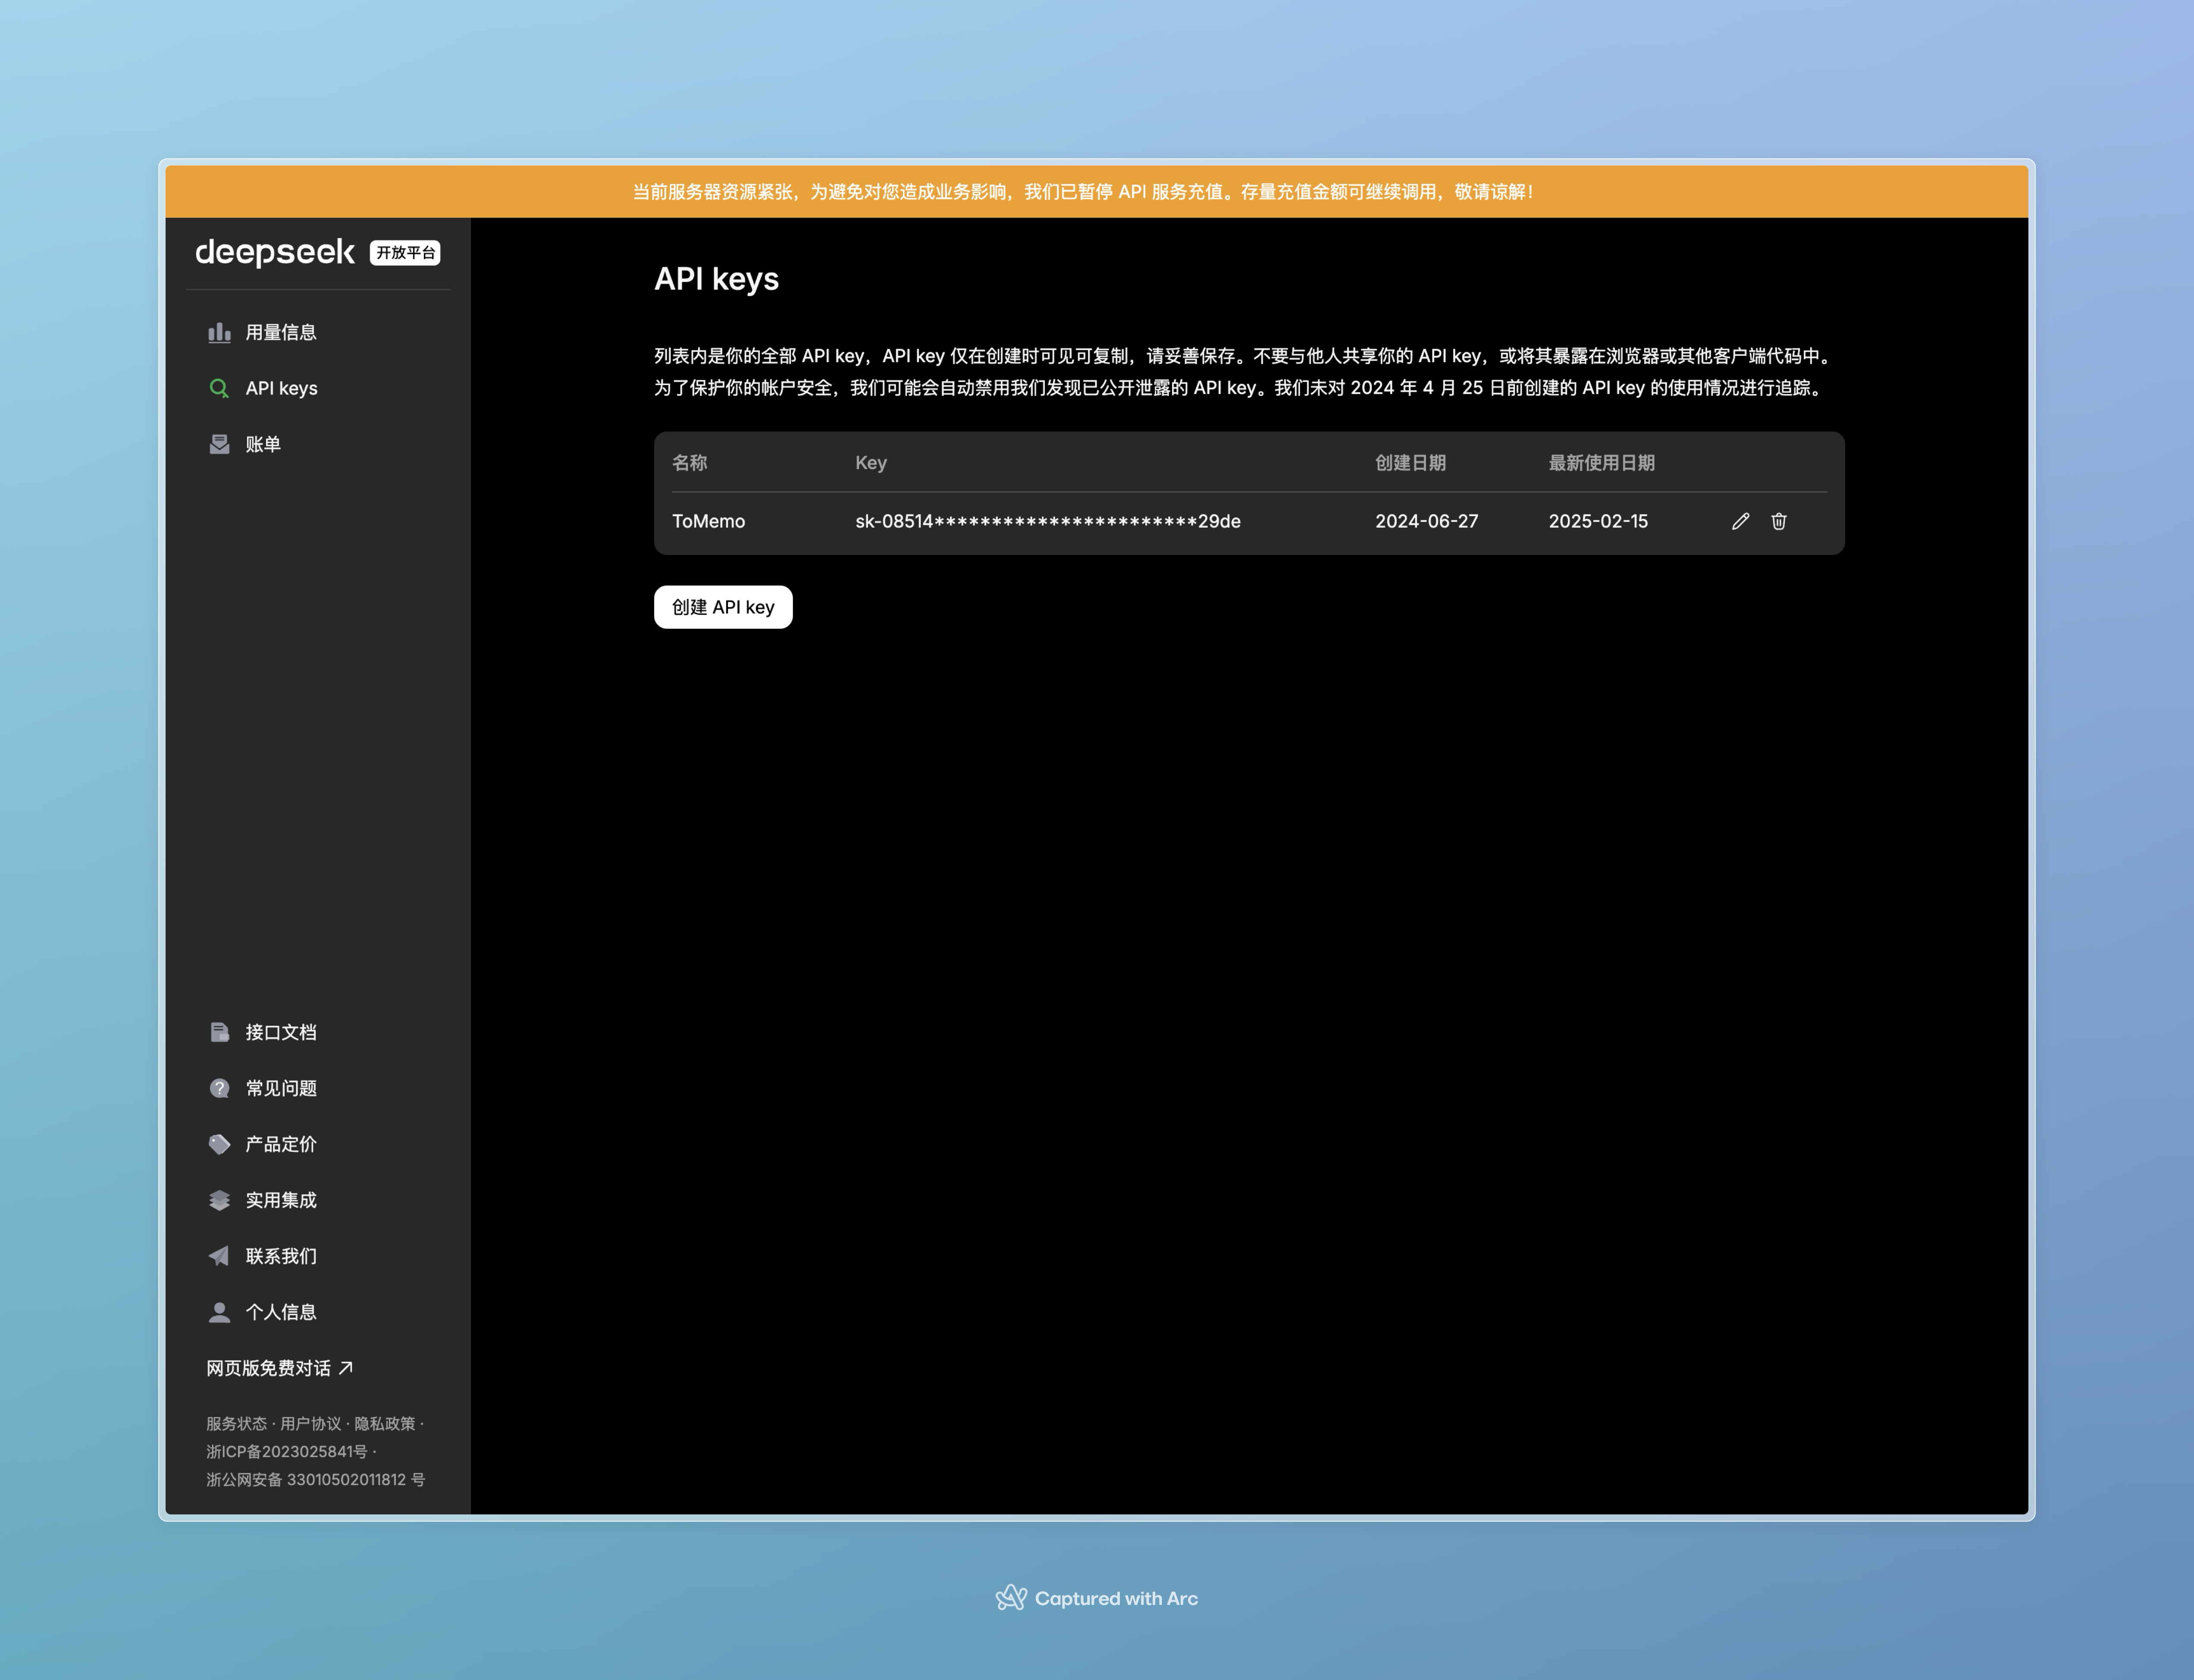 当前服务器资源紧张，为避免对您造成业务影响，我们已暂停 API 服务充值。存量充值金额可继续调用，敬请谅解！
deepseek 开放平台
用量信息
API keys
账单
接口文档
常见问题
产品定价
实用集成
联系我们
个人信息
网页版免费对话
服务状态 · 用户协议 · 隐私政策 ·
浙ICP备2023025841号 ·
浙公网安备 33010502011812 号
API keys
列表内是你的全部 API key，API key 仅在创建时可见可复制，请妥善保存。不要与他人共享你的 API key，或将其暴露在浏览器或其他客户端代码中。
为了保护你的帐户安全，我们可能会自动禁用我们发现已公开泄露的 API key。我们未对 2024 年 4 月 25 日前创建的 API key 的使用情况进行追踪。
名称 Key 创建日期 最新使用日期
ToMemo sk-08514***********************29de 2024-06-27 2025-02-15
创建 API key
Captured with Arc